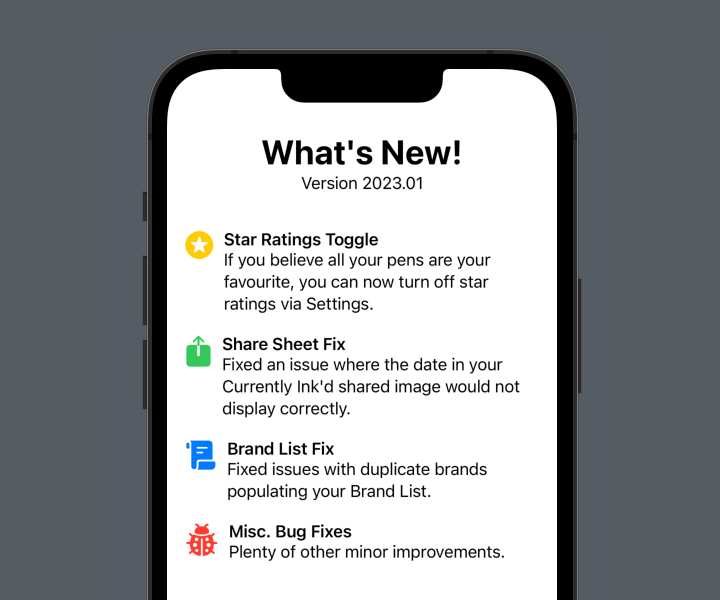 What's New!
Version 2023.01
Star Ratings Toggle
If you believe all your pens are your
favourite, you can now turn off star
ratings via Settings.
Share Sheet Fix
Fixed an issue where the date in your
Currently Ink'd shared image would not
display correctly.
Brand List Fix
Fixed issues with duplicate brands
populating your Brand List.
Misc. Bug Fixes
Plenty of other minor improvements.